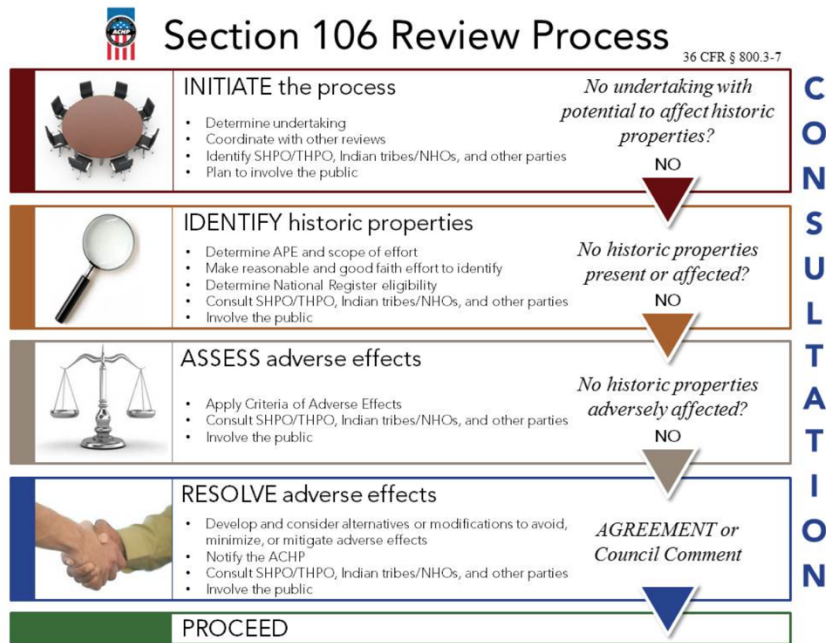 ACHP
Section 106 Review Process
36 CFR § 800.3-7
INITIATE the process
• Determine undertaking
• Coordinate with other reviews
• Identify SHPO/THPO, Indian tribes/NHOs, and other parties
• Plan to involve the public
No undertaking with
potential to affect historic
properties?
NO
IDENTIFY historic properties
• Determine APE and scope of effort
• Make reasonable and good faith effort to identify
• Determine National Register eligibility
• Consult SHPO/THPO, Indian tribes/NHOs, and other parties
• Involve the public
No historic properties
present or affected?
NO
ASSESS adverse effects
• Apply Criteria of Adverse Effects
• Consult SHPO/THPO, Indian tribes/NHOs, and other parties
• Involve the public
No historic properties
adversely affected?
NO
RESOLVE adverse effects
• Develop and consider alternatives or modifications to avoid,
minimize, or mitigate adverse effects
• Notify the ACHP
• Consult SHPO/THPO, Indian tribes/NHOs, and other parties
• Involve the public
AGREEMENT or
Council Comment
PROCEED
CONSULTATION